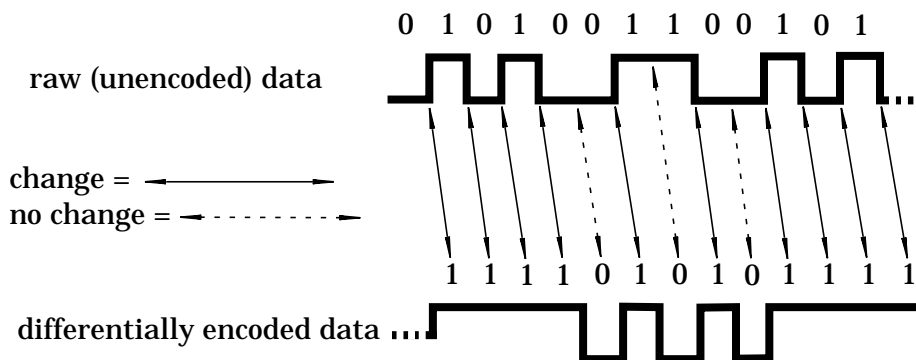 0 1 0 1 0 0 1 1 0 0 1 0 1
raw (unencoded) data
change =
no change =
1 1 1 1 0 1 0 1 0 1 1 1 1
differentially encoded data